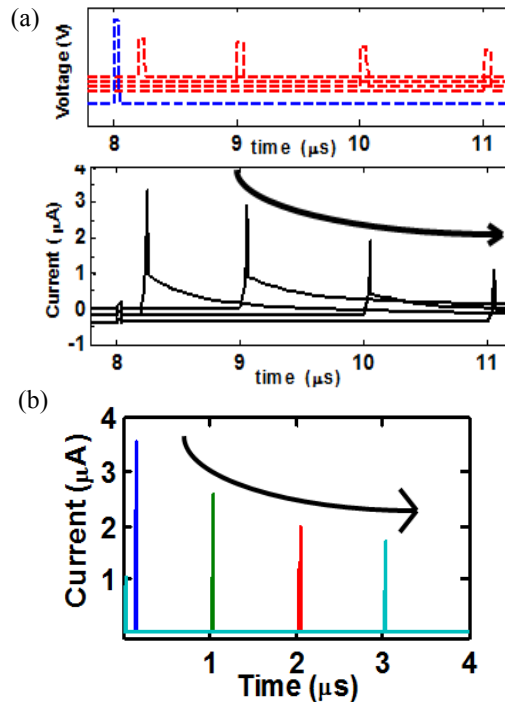 (a)
Voltage (V)
8 9 10 11
time (μs)
Current (μA)
4
3
2
1
0
-1
8 9 10 11
time (μs)
(b)
Current (μA)
4
3
2
1
1 2 3 4
Time (μs)